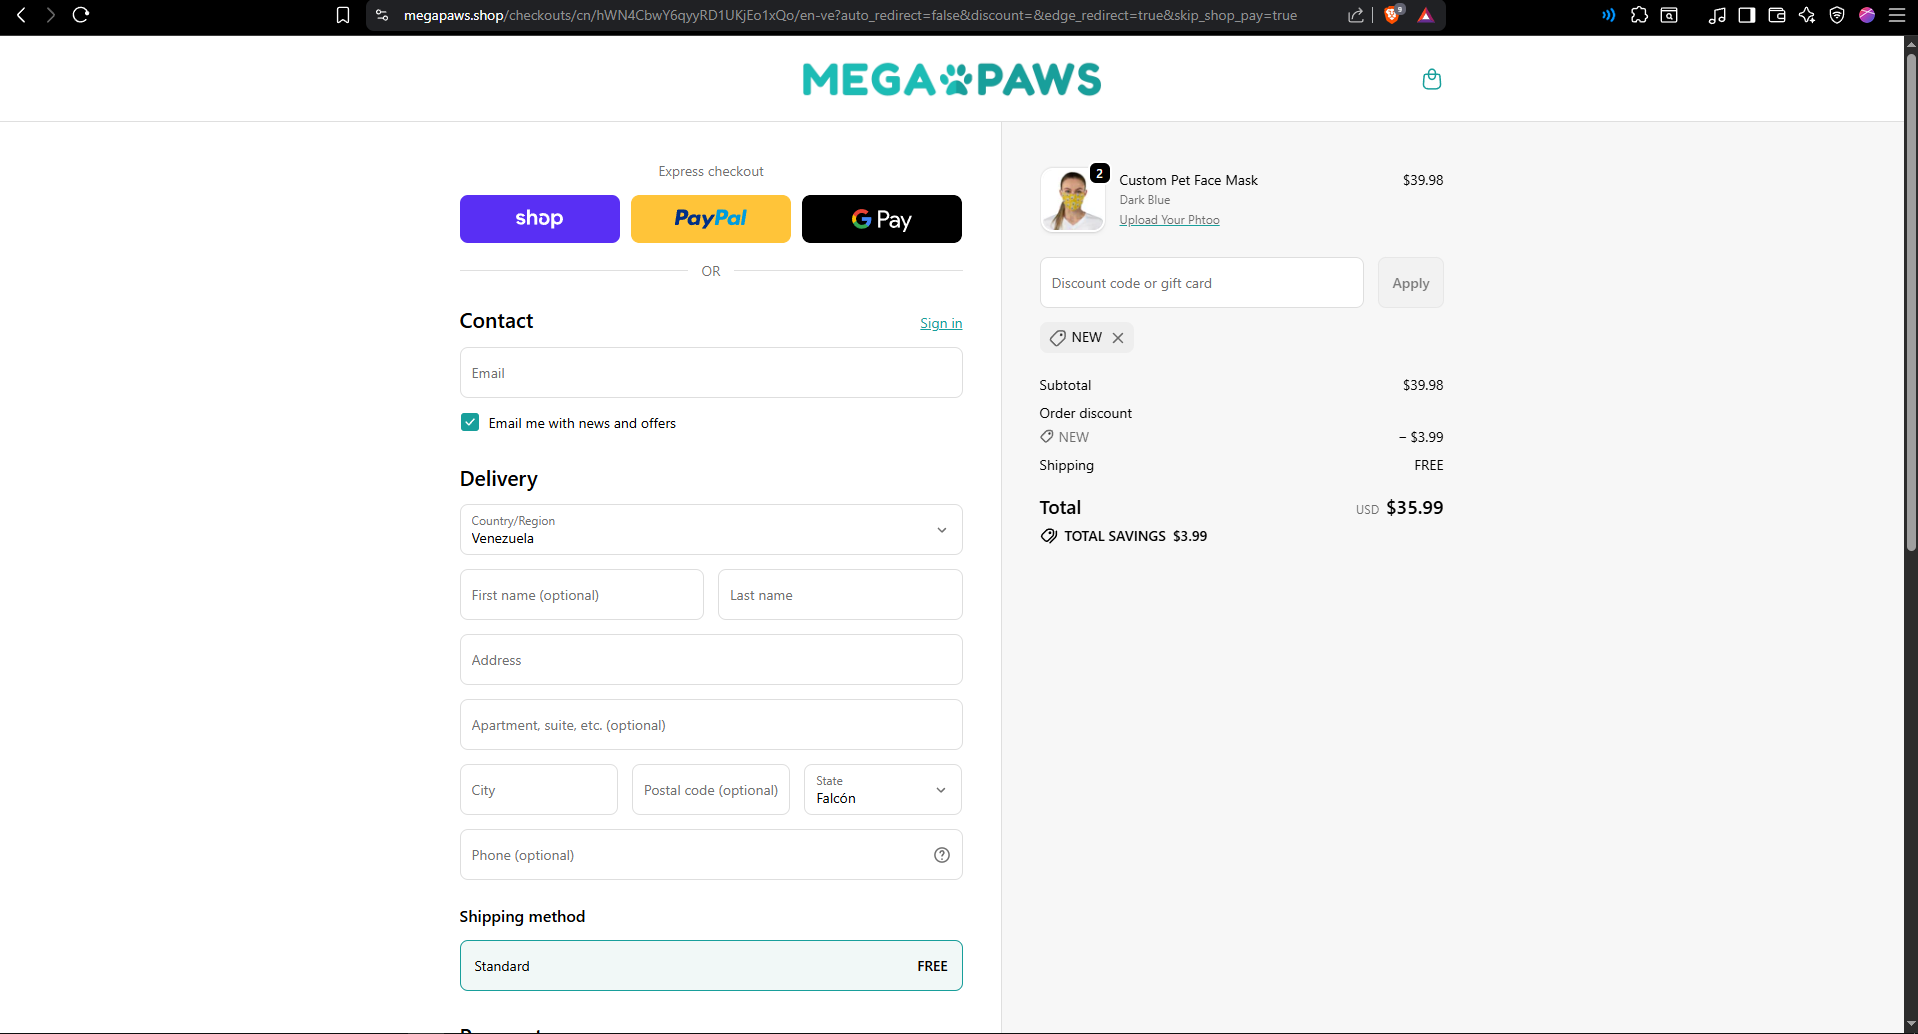 megapaws.shop/checkouts/cn/hWN4CbwY6qyyRD1UKjEo1xQo/en-ve?auto_redirect=false&discount=&edge_redirect=true&skip_shop_pay=true
9
MEGA PAWS
Express checkout
shop
PayPal
G Pay
OR
Contact
Sign in
Email
Email me with news and offers
Delivery
Country/Region
Venezuela
First name (optional)
Last name
Address
Apartment, suite, etc. (optional)
City
Postal code (optional)
State
Falcón
Phone (optional)
Shipping method
Standard
FREE
2
Custom Pet Face Mask
$39.98
Dark Blue
Upload Your Phtoo
Discount code or gift card
Apply
NEW
Subtotal
$39.98
Order discount
NEW
− $3.99
Shipping
FREE
Total
USD $35.99
TOTAL SAVINGS $3.99